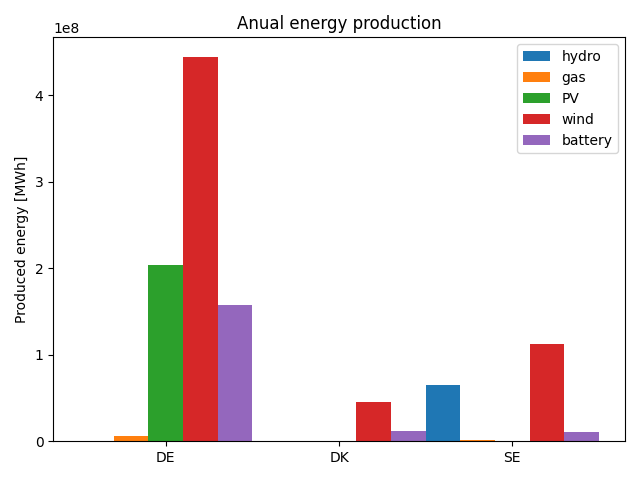 Anual energy production
1e8
Produced energy [MWh]
4
3
2
1
0
hydro
gas
PV
wind
battery
DE DK SE